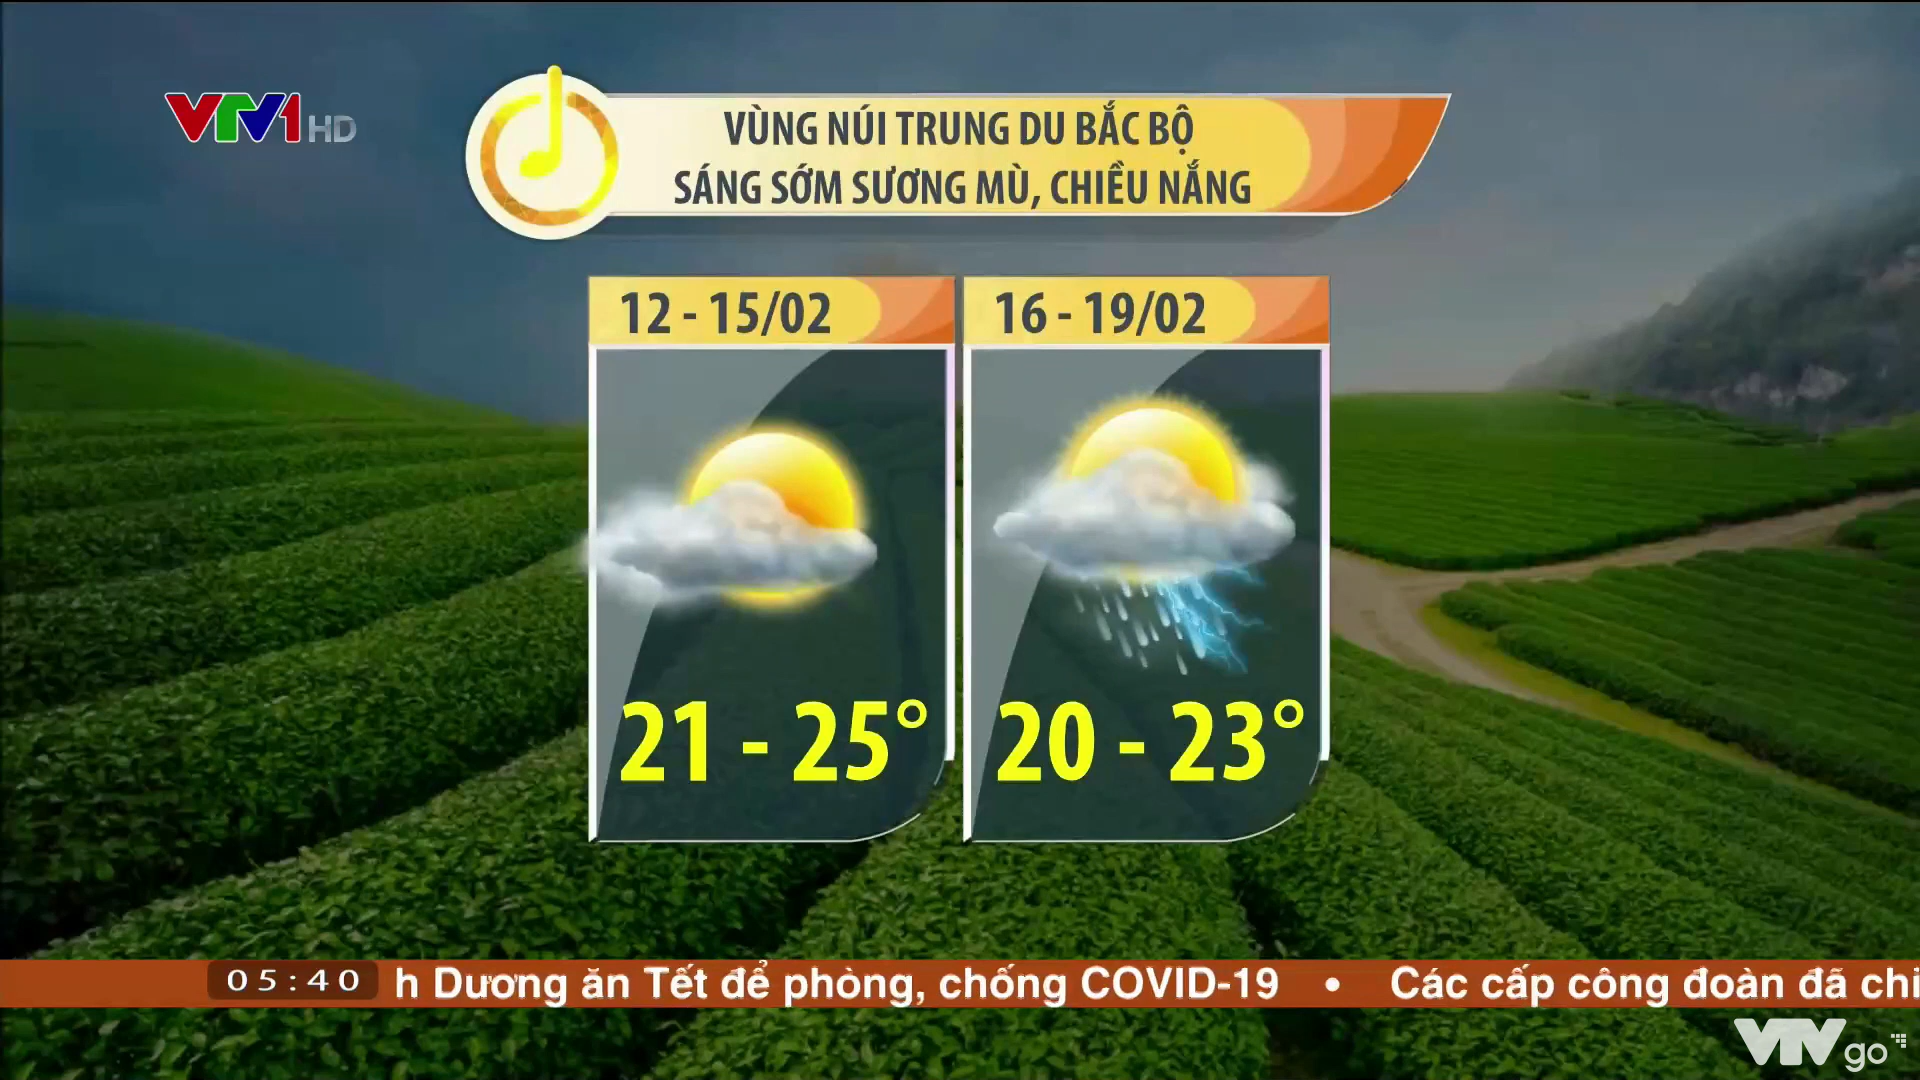 VTV1 HD
VÙNG NÚI TRUNG DU BẮC BỘ
SÁNG SỚM SƯƠNG MÙ, CHIỀU NẮNG
12 - 15/02
16 - 19/02
21 - 25°
20 - 23°
05:40 h Dương ăn Tết để phòng, chống COVID-19 • Các cấp công đoàn đã chi
VTV go